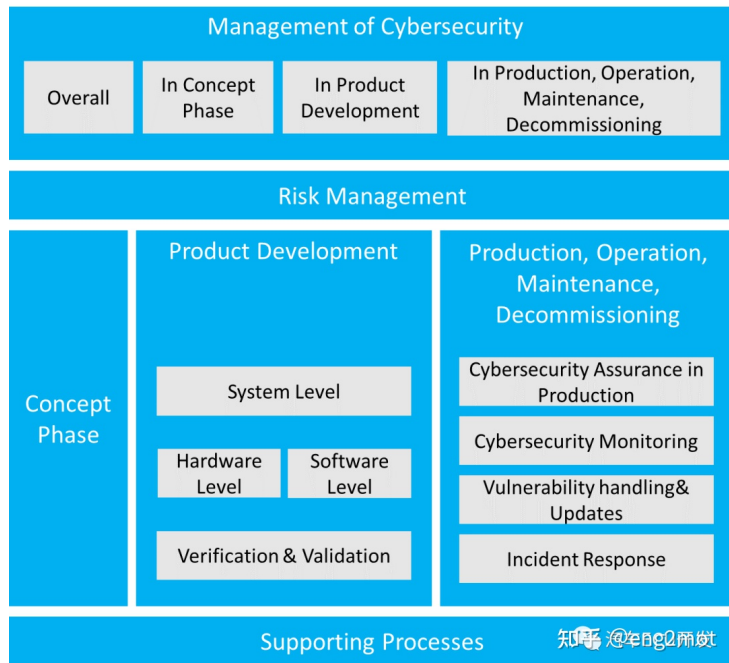 Management of Cybersecurity
Overall
In Concept
Phase
In Product
Development
In Production, Operation,
Maintenance,
Decommissioning
Risk Management
Concept
Phase
Product Development
System Level
Hardware
Level
Software
Level
Verification & Validation
Production, Operation,
Maintenance,
Decommissioning
Cybersecurity Assurance in
Production
Cybersecurity Monitoring
Vulnerability handling&
Updates
Incident Response
Supporting Processes
知乎